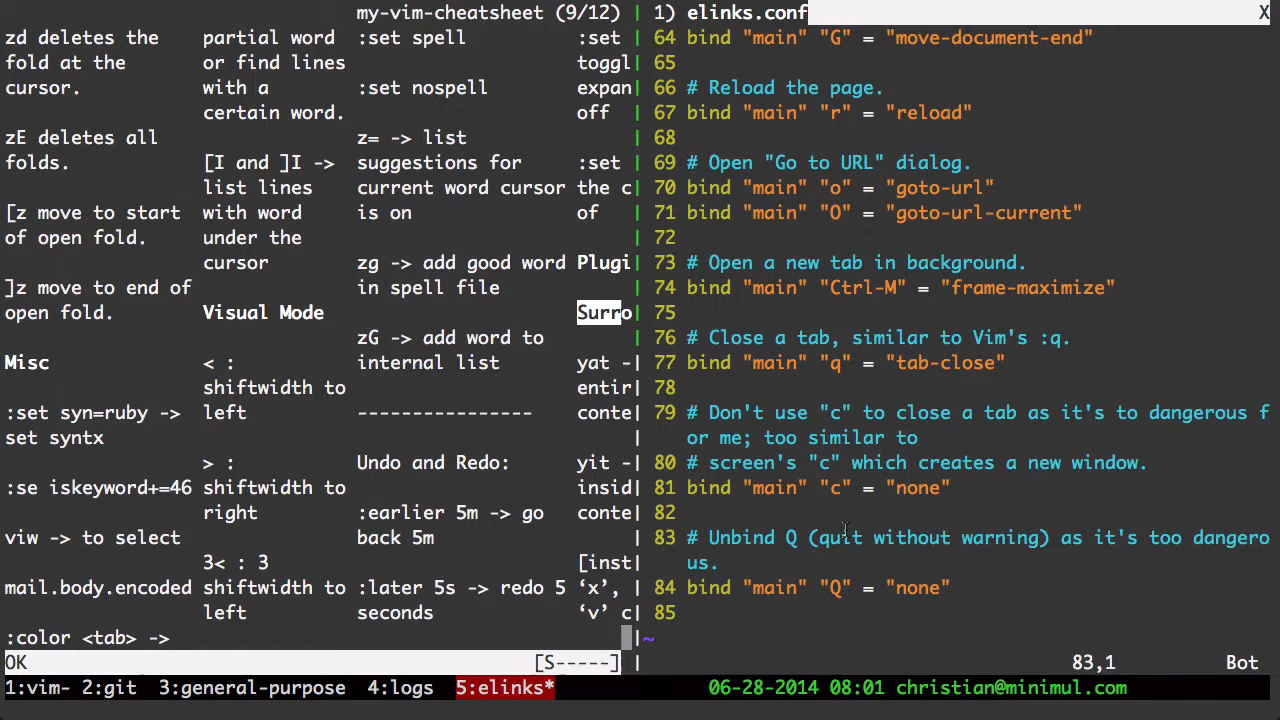 my-vim-cheatsheet (9/12)
zd deletes the
fold at the
cursor.
zE deletes all
folds.
[z move to start
of open fold.
]z move to end of
open fold.
Misc
:set syn=ruby ->
set syntx
:se iskeyword+=46
viw -> to select
mail.body.encoded
:color <tab> ->
partial word
or find lines
with a
certain word.
[I and ]I ->
list lines
with word
under the
cursor
Visual Mode
< :
shiftwidth to
left
> :
shiftwidth to
right
3< : 3
shiftwidth to
left
:set spell
:set nospell
z= -> list
suggestions for
current word cursor
is on
zg -> add good word
in spell file
zG -> add word to
internal list
----------------
Undo and Redo:
:earlier 5m -> go
back 5m
:later 5s -> redo 5
seconds
:set
toggl
expan
off
:set
the c
of
Plugi
Surro
yat -
entir
conte
yit -
insid
conte
[inst
‘x’,
‘v’ c
OK [S-----]
1) elinks.conf X
64 bind "main" "G" = "move-document-end"
65
66 # Reload the page.
67 bind "main" "r" = "reload"
68
69 # Open "Go to URL" dialog.
70 bind "main" "o" = "goto-url"
71 bind "main" "O" = "goto-url-current"
72
73 # Open a new tab in background.
74 bind "main" "Ctrl-M" = "frame-maximize"
75
76 # Close a tab, similar to Vim's :q.
77 bind "main" "q" = "tab-close"
78
79 # Don't use "c" to close a tab as it's to dangerous f
or me; too similar to
80 # screen's "c" which creates a new window.
81 bind "main" "c" = "none"
82
83 # Unbind Q (quit without warning) as it's too dangero
us.
84 bind "main" "Q" = "none"
85
~
83,1 Bot
1:vim- 2:git 3:general-purpose 4:logs 5:elinks* 06-28-2014 08:01 christian@minimul.com